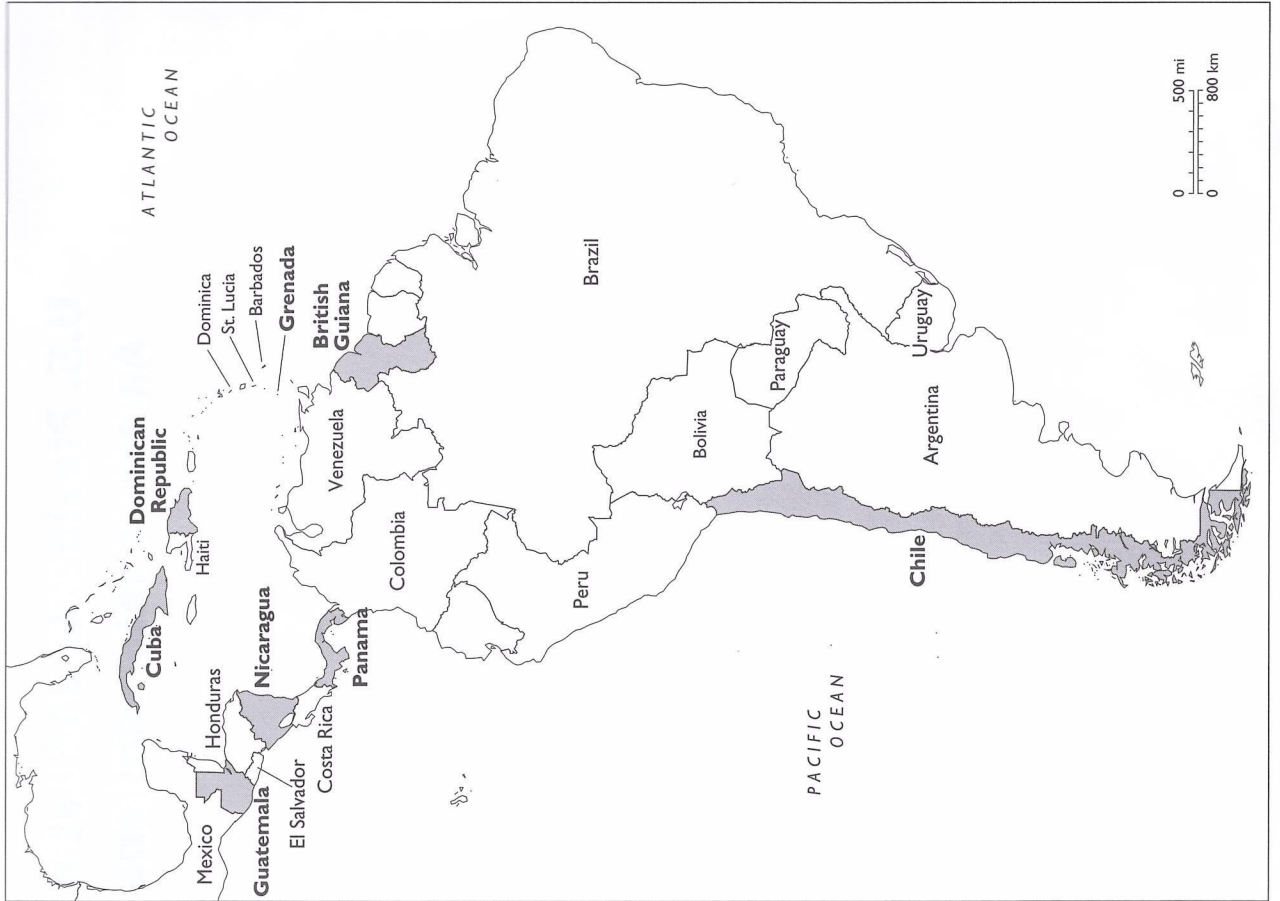 ATLANTIC
OCEAN
Dominica
St. Lucia
Barbados
Grenada
British
Guiana
Dominican
Republic
Haiti
Cuba
Honduras
Nicaragua
Panama
Costa Rica
El Salvador
Guatemala
Mexico
Venezuela
Colombia
Brazil
Peru
Bolivia
Paraguay
Uruguay
Argentina
Chile
PACIFIC
OCEAN
0 500 mi
0 800 km